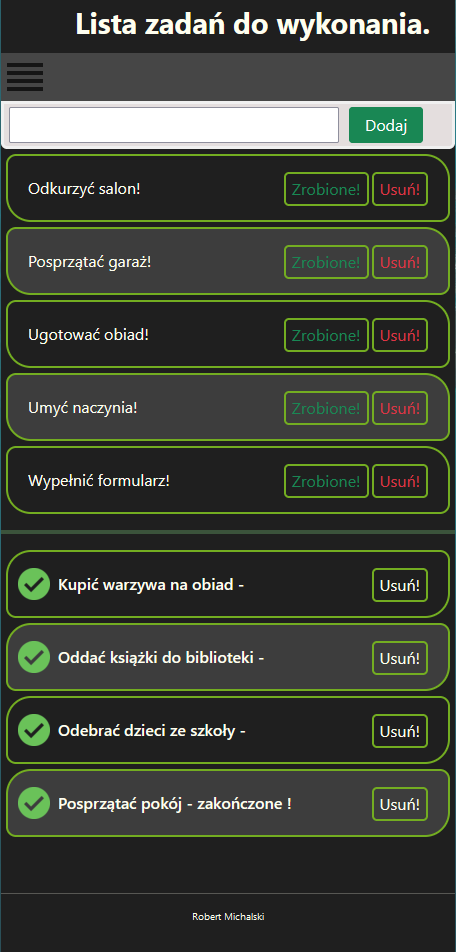 Lista zadań do wykonania.
Dodaj
Odkurzyć salon! Zrobione! Usuń!
Posprzątać garaż! Zrobione! Usuń!
Ugotować obiad! Zrobione! Usuń!
Umyć naczynia! Zrobione! Usuń!
Wypełnić formularz! Zrobione! Usuń!
Kupić warzywa na obiad - Usuń!
Oddać książki do biblioteki - Usuń!
Odebrać dzieci ze szkoły - Usuń!
Posprzątać pokój - zakończone ! Usuń!
Robert Michalski